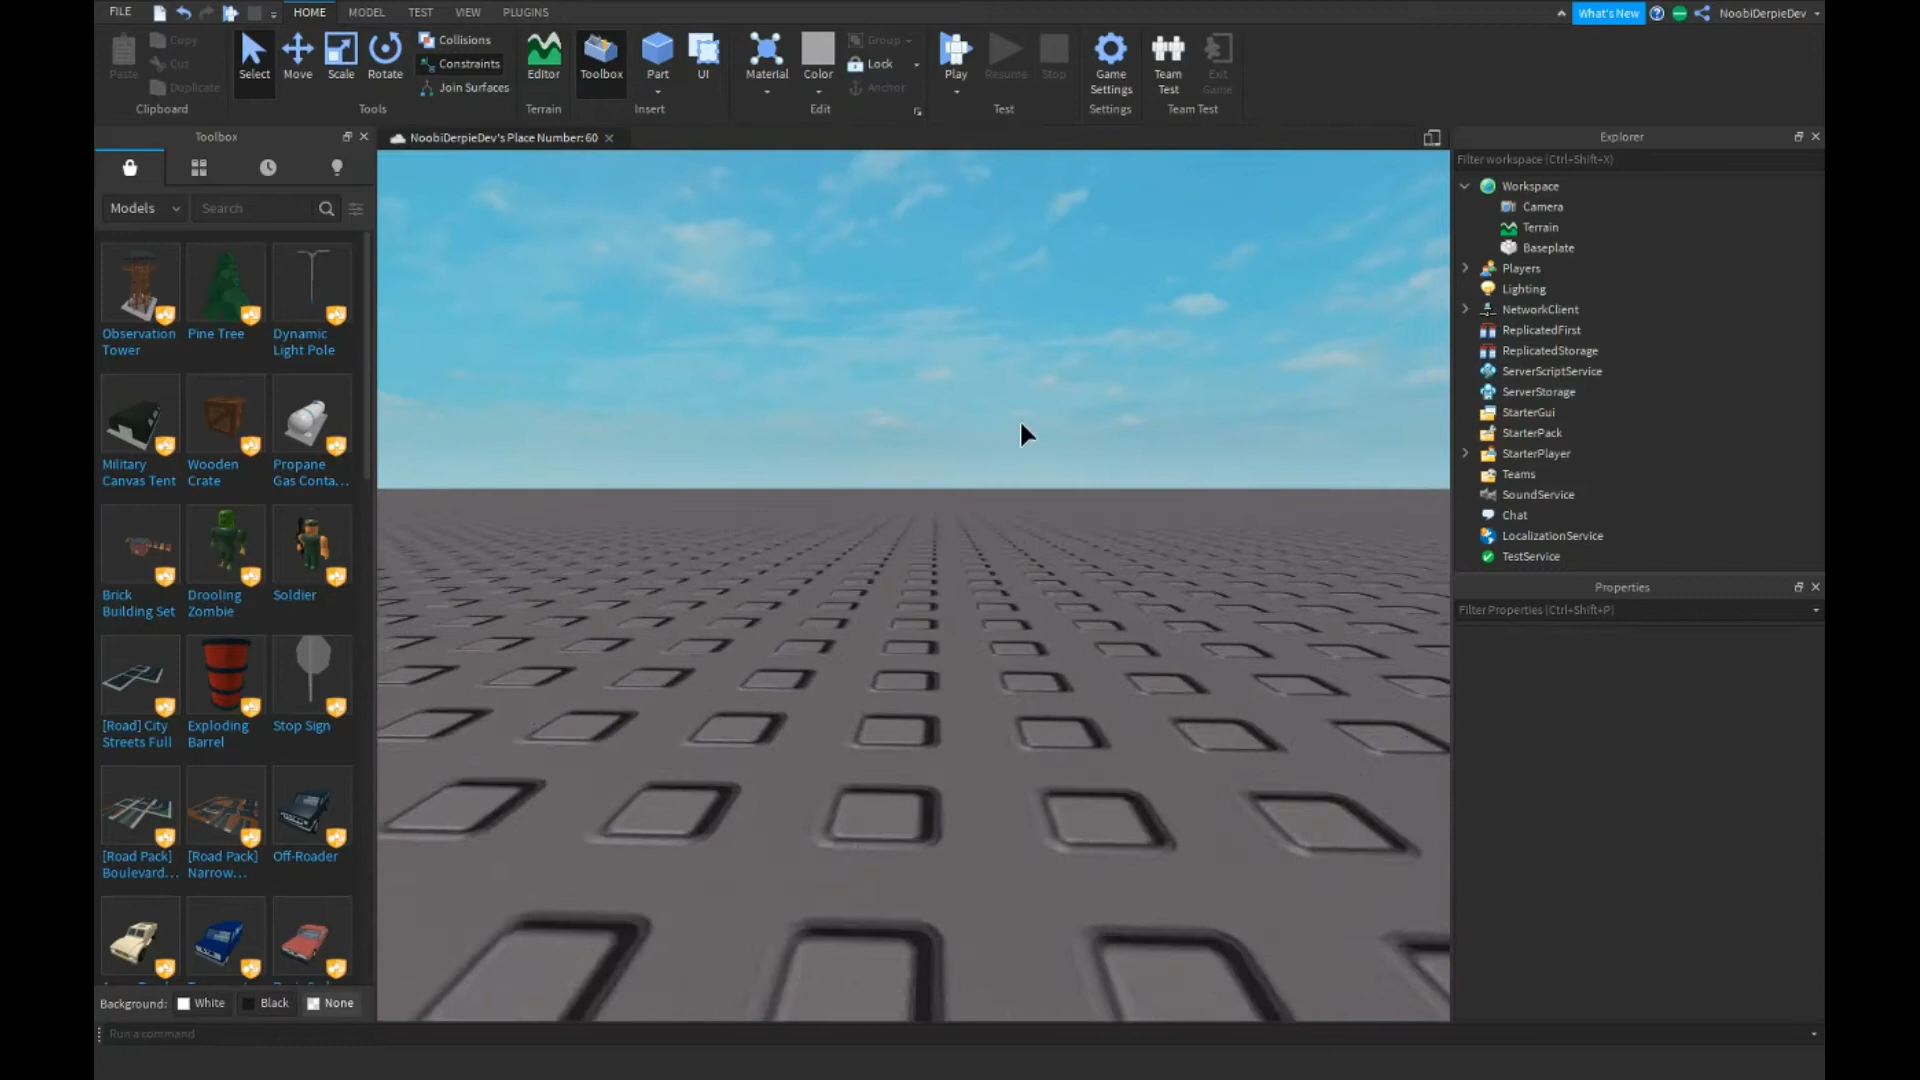 FILE
HOME
MODEL
TEST
VIEW
PLUGINS
What's New
NoobiDerpieDev
Paste
Copy
Cut
Duplicate
Clipboard
Select
Move
Scale
Rotate
Collisions
Constraints
Join Surfaces
Tools
Editor
Terrain
Toolbox
Part
UI
Insert
Material
Color
Group
Lock
Anchor
Edit
Play
Resume
Stop
Test
Game
Settings
Settings
Team
Test
Exit
Game
Team Test
Toolbox
Models
Search
Observation
Tower
Pine Tree
Dynamic
Light Pole
Military
Canvas Tent
Wooden
Crate
Propane
Gas Conta...
Brick
Building Set
Drooling
Zombie
Soldier
[Road] City
Streets Full
Exploding
Barrel
Stop Sign
[Road Pack]
Boulevard...
[Road Pack]
Narrow...
Off-Roader
Background:
White
Black
None
Run a command
NoobiDerpieDev's Place Number: 60
Explorer
Filter workspace (Ctrl+Shift+X)
Workspace
Camera
Terrain
Baseplate
Players
Lighting
NetworkClient
ReplicatedFirst
ReplicatedStorage
ServerScriptService
ServerStorage
StarterGui
StarterPack
StarterPlayer
Teams
SoundService
Chat
LocalizationService
TestService
Properties
Filter Properties (Ctrl+Shift+P)